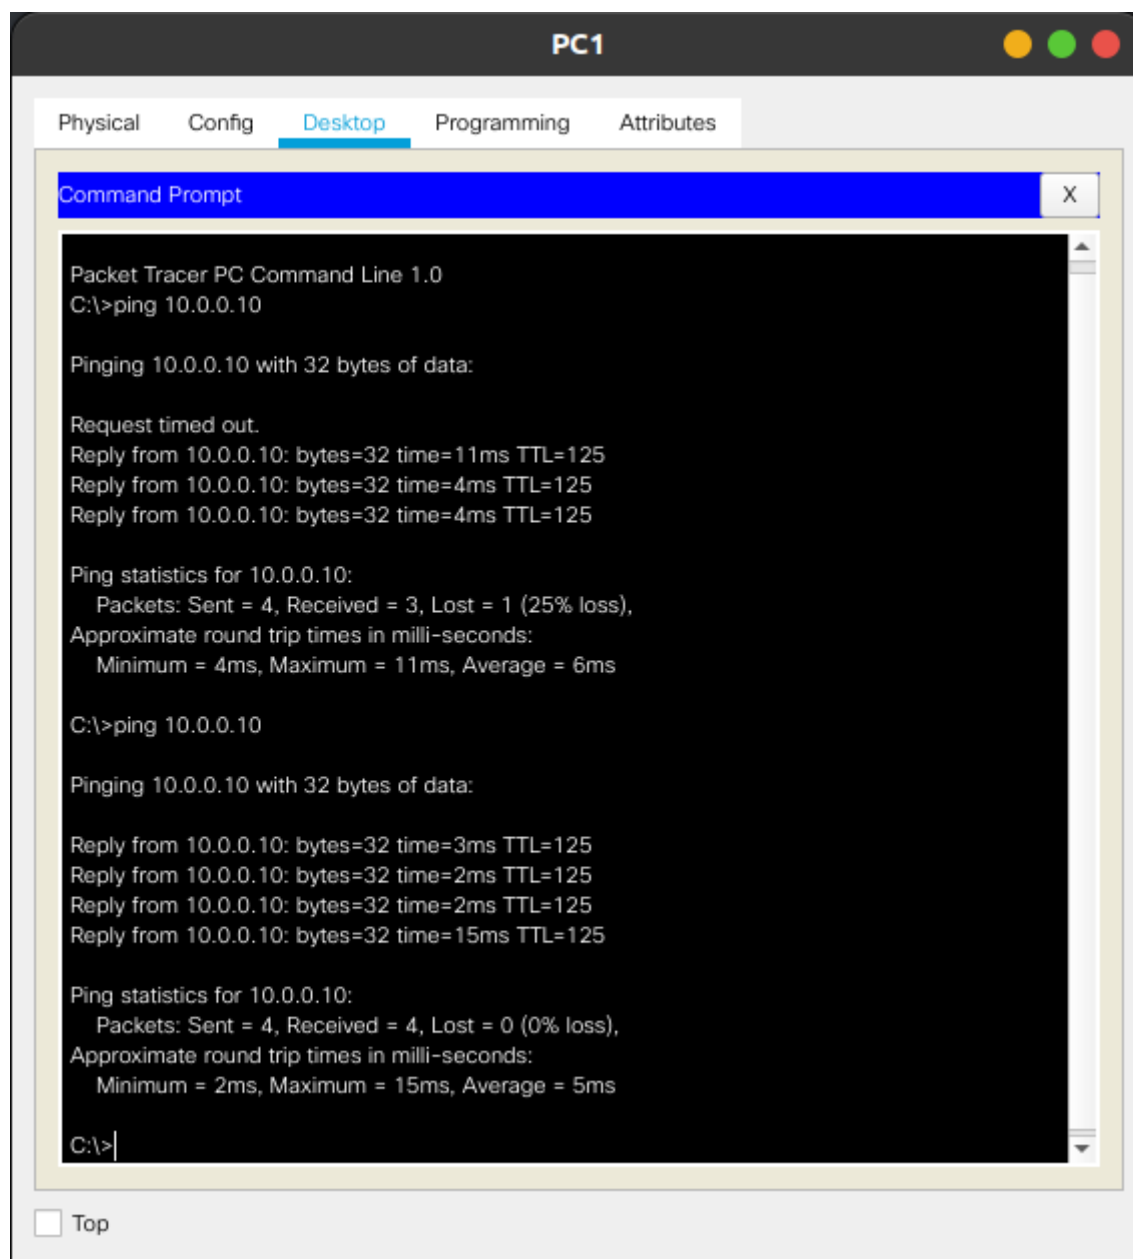 PC1
Physical Config Desktop Programming Attributes
Command Prompt X
Packet Tracer PC Command Line 1.0
C:\>ping 10.0.0.10
Pinging 10.0.0.10 with 32 bytes of data:
Request timed out.
Reply from 10.0.0.10: bytes=32 time=11ms TTL=125
Reply from 10.0.0.10: bytes=32 time=4ms TTL=125
Reply from 10.0.0.10: bytes=32 time=4ms TTL=125
Ping statistics for 10.0.0.10:
Packets: Sent = 4, Received = 3, Lost = 1 (25% loss),
Approximate round trip times in milli-seconds:
Minimum = 4ms, Maximum = 11ms, Average = 6ms
C:\>ping 10.0.0.10
Pinging 10.0.0.10 with 32 bytes of data:
Reply from 10.0.0.10: bytes=32 time=3ms TTL=125
Reply from 10.0.0.10: bytes=32 time=2ms TTL=125
Reply from 10.0.0.10: bytes=32 time=2ms TTL=125
Reply from 10.0.0.10: bytes=32 time=15ms TTL=125
Ping statistics for 10.0.0.10:
Packets: Sent = 4, Received = 4, Lost = 0 (0% loss),
Approximate round trip times in milli-seconds:
Minimum = 2ms, Maximum = 15ms, Average = 5ms
C:\>
Top